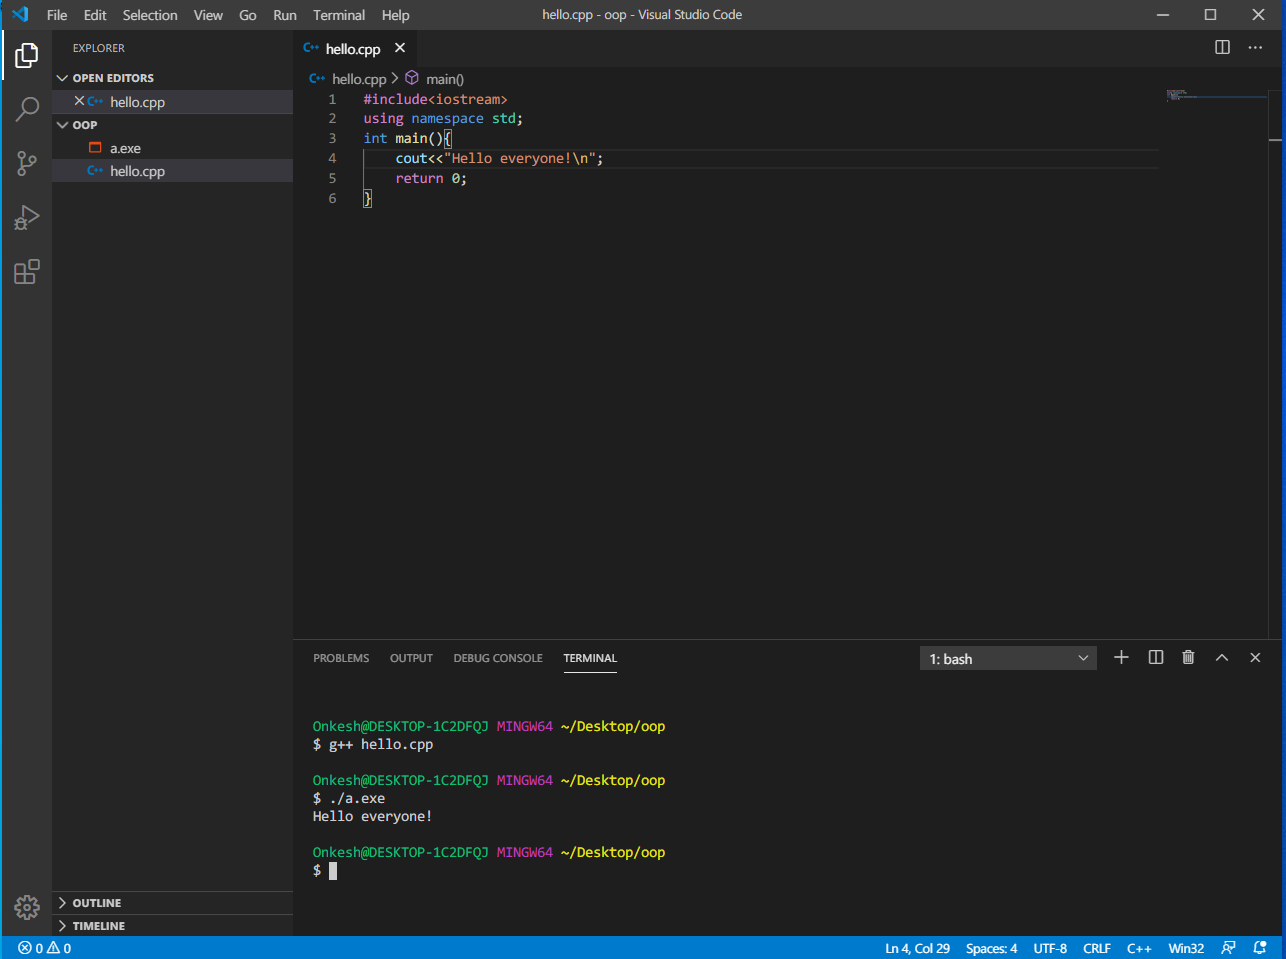 File Edit Selection View Go Run Terminal Help hello.cpp - oop - Visual Studio Code
EXPLORER
OPEN EDITORS
hello.cpp
OOP
a.exe
hello.cpp
OUTLINE
TIMELINE
hello.cpp
hello.cpp > main()
1 #include<iostream>
2 using namespace std;
3 int main(){
4     cout<<"Hello everyone!\n";
5     return 0;
6 }
PROBLEMS OUTPUT DEBUG CONSOLE TERMINAL 1: bash
Onkesh@DESKTOP-1C2DFQJ MINGW64 ~/Desktop/oop
$ g++ hello.cpp
Onkesh@DESKTOP-1C2DFQJ MINGW64 ~/Desktop/oop
$ ./a.exe
Hello everyone!
Onkesh@DESKTOP-1C2DFQJ MINGW64 ~/Desktop/oop
$
0 0 Ln 4, Col 29 Spaces: 4 UTF-8 CRLF C++ Win32